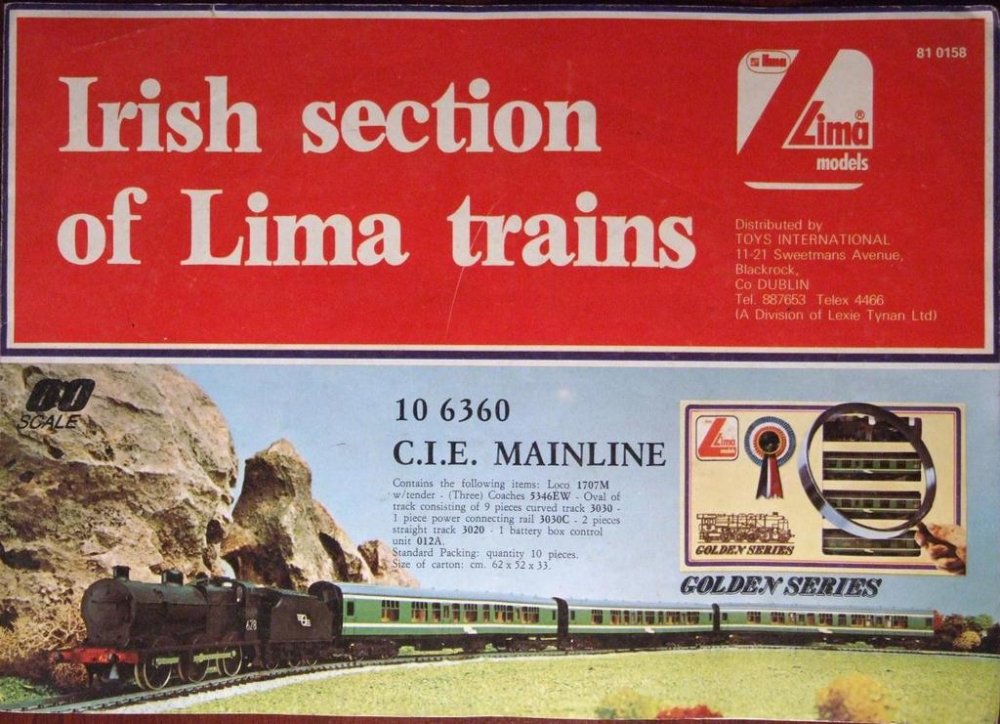 Irish section
of Lima trains
81 0158
lima
Lima®
models
Distributed by
TOYS INTERNATIONAL
11-21 Sweetmans Avenue,
Blackrock,
Co DUBLIN
Tel. 887653 Telex 4466
(A Division of Lexie Tynan Ltd)
00
SCALE
10 6360
C.I.E. MAINLINE
Contains the following items: Loco 1707M
w/tender - (Three) Coaches 5346EW - Oval of
track consisting of 9 pieces curved track 3030 -
1 piece power connecting rail 3030C - 2 pieces
straight track 3020 - 1 battery box control
unit 012A.
Standard Packing: quantity 10 pieces.
Size of carton: cm. 62 x 52 x 33.
Lima
models
GOLDEN SERIES
GOLDEN SERIES
628